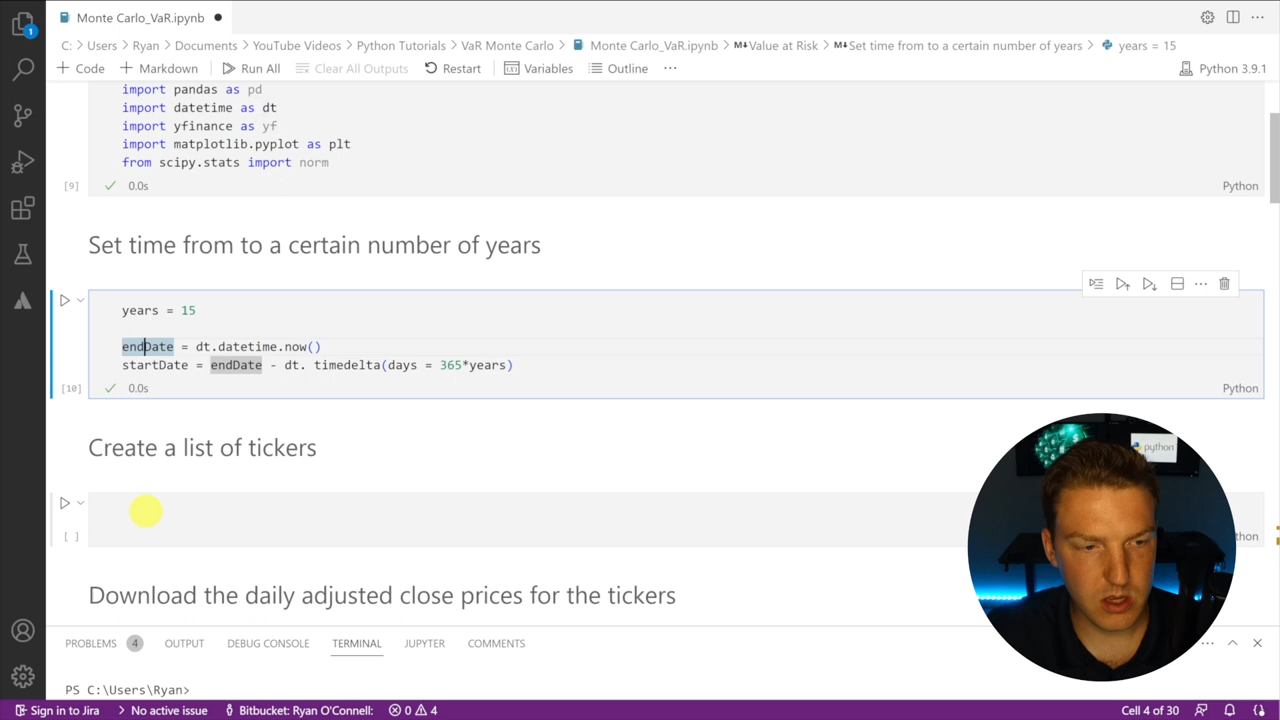 Monte Carlo_VaR.ipynb
C: Users Ryan Documents YouTube Videos Python Tutorials VaR Monte Carlo Monte Carlo_VaR.ipynb Value at Risk Set time from to a certain number of years years = 15
Code Markdown Run All Clear All Outputs Restart Variables Outline Python 3.9.1
import pandas as pd
import datetime as dt
import yfinance as yf
import matplotlib.pyplot as plt
from scipy.stats import norm
[9] 0.0s Python
Set time from to a certain number of years
years = 15
endDate = dt.datetime.now()
startDate = endDate - dt. timedelta(days = 365*years)
[10] 0.0s Python
Create a list of tickers
[ ]
Download the daily adjusted close prices for the tickers
python
PROBLEMS 4 OUTPUT DEBUG CONSOLE TERMINAL JUPYTER COMMENTS
PS C:\Users\Ryan>
Sign in to Jira No active issue Bitbucket: Ryan O'Connell: 0 4 Cell 4 of 30
1